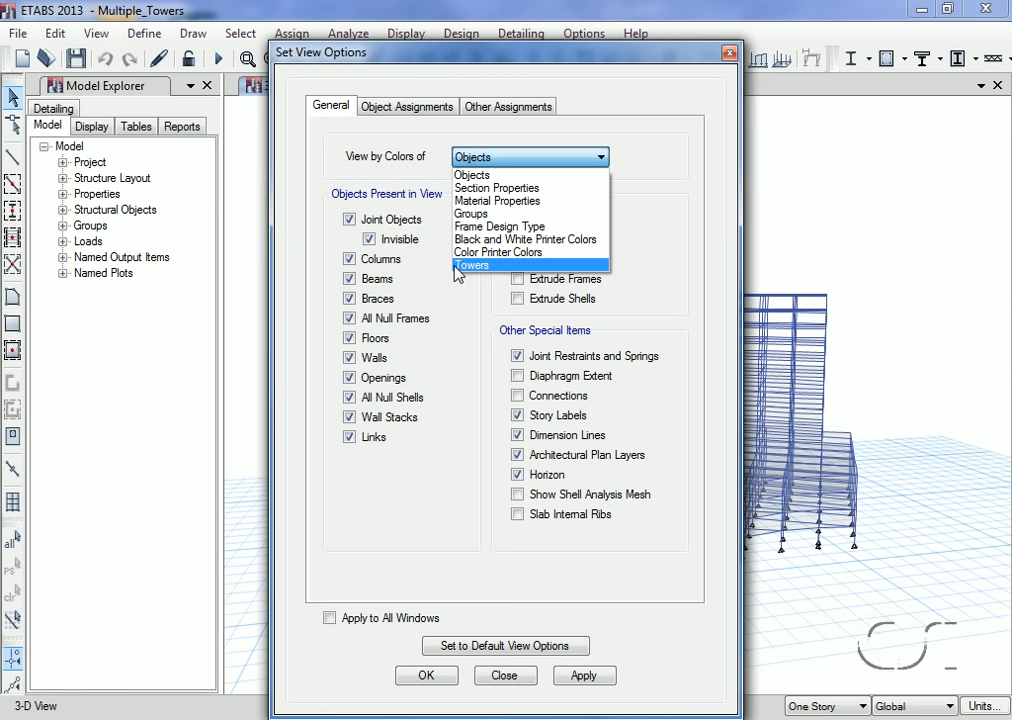 ETABS 2013 - Multiple_Towers
File Edit View Define Draw Select Assign Analyze Display Design Detailing Options Help
Set View Options
Model Explorer
Detailing
Model Display Tables Reports
Model
Project
Structure Layout
Properties
Structural Objects
Groups
Loads
Named Output Items
Named Plots
General Object Assignments Other Assignments
View by Colors of Objects
Objects
Section Properties
Material Properties
Groups
Frame Design Type
Black and White Printer Colors
Color Printer Colors
Towers
Objects Present in View
Joint Objects
Invisible
Columns
Beams
Braces
All Null Frames
Floors
Walls
Openings
All Null Shells
Wall Stacks
Links
Extrude Frames
Extrude Shells
Other Special Items
Joint Restraints and Springs
Diaphragm Extent
Connections
Story Labels
Dimension Lines
Architectural Plan Layers
Horizon
Show Shell Analysis Mesh
Slab Internal Ribs
Apply to All Windows
Set to Default View Options
OK Close Apply
all
ps
clr
CSI
3-D View
One Story Global Units...